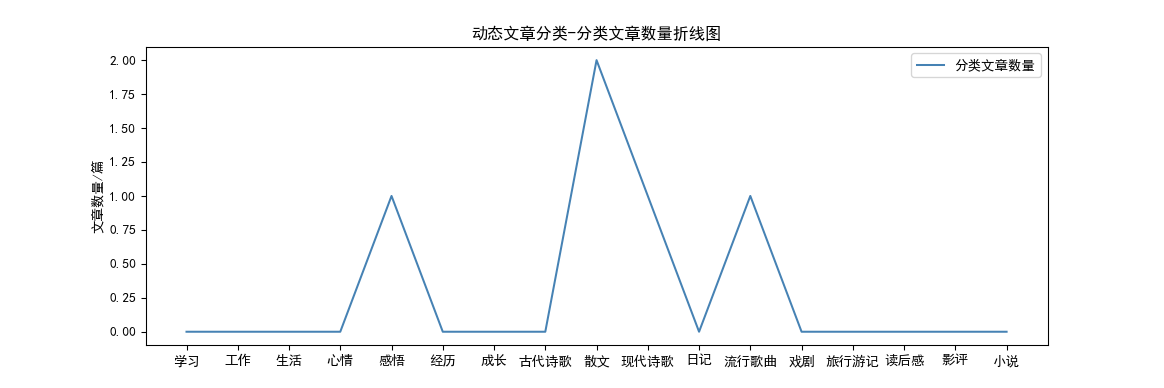 动态文章分类-分类文章数量折线图
分类文章数量
文章数量/篇
2.00
1.75
1.50
1.25
1.00
0.75
0.50
0.25
0.00
学习 工作 生活 心情 感悟 经历 成长 古代诗歌 散文 现代诗歌 日记 流行歌曲 戏剧 旅行游记 读后感 影评 小说